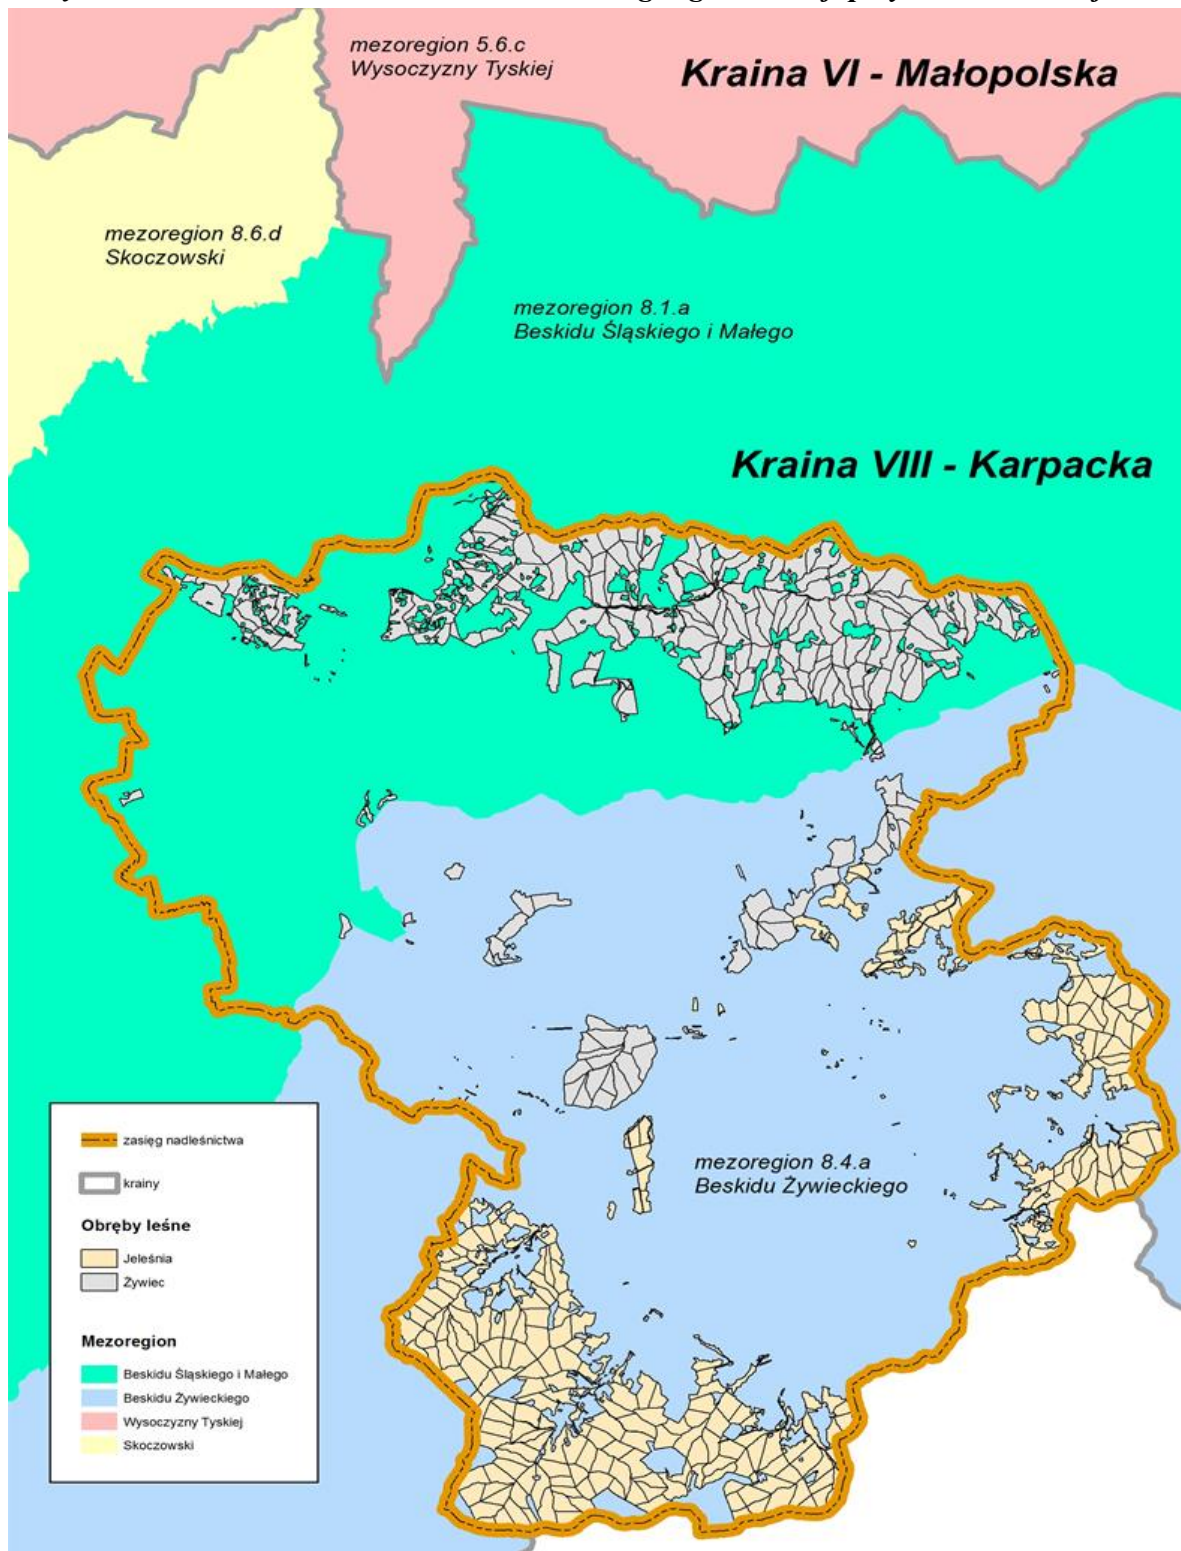 mezoregion 5.6.c
Wysoczyzny Tyskiej
Kraina VI - Małopolska
mezoregion 8.6.d
Skoczowski
mezoregion 8.1.a
Beskidu Śląskiego i Małego
Kraina VIII - Karpacka
mezoregion 8.4.a
Beskidu Żywieckiego
zasięg nadleśnictwa
krainy
Obręby leśne
Jeleśnia
Żywiec
Mezoregion
Beskidu Śląskiego i Małego
Beskidu Żywieckiego
Wysoczyzny Tyskiej
Skoczowski